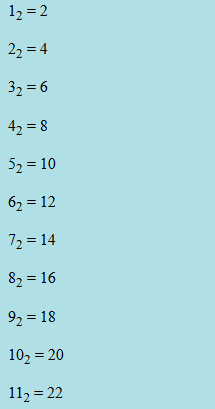 1₂ = 2
2₂ = 4
3₂ = 6
4₂ = 8
5₂ = 10
6₂ = 12
7₂ = 14
8₂ = 16
9₂ = 18
10₂ = 20
11₂ = 22